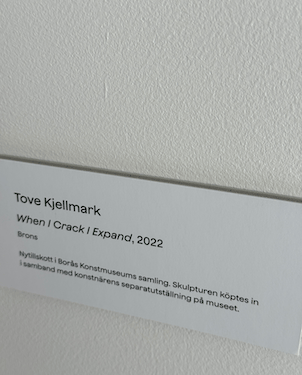 Tove Kjellmark
When I Crack I Expand, 2022
Brons
Nytillskott i Borås Konstmuseums samling. Skulpturen köptes in
i samband med konstnärens separatutställning på museet.